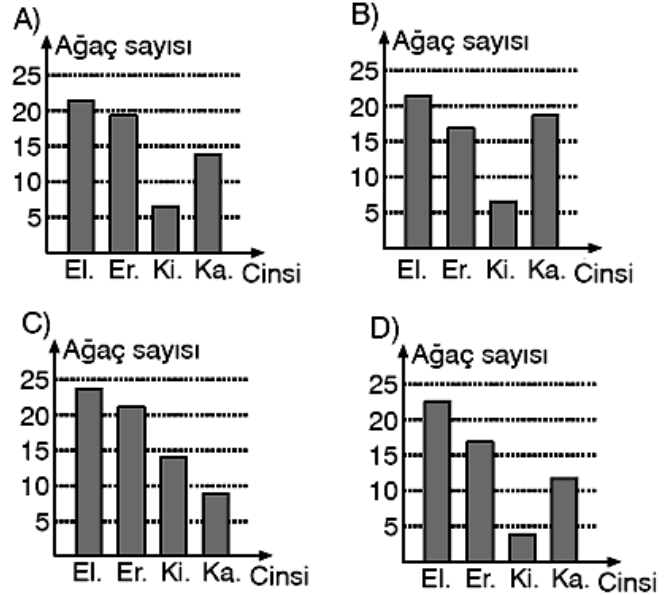 A)
Ağaç sayısı
25
20
15
10
5
El. Er. Ki. Ka. Cinsi
B)
Ağaç sayısı
25
20
15
10
5
El. Er. Ki. Ka. Cinsi
C)
Ağaç sayısı
25
20
15
10
5
El. Er. Ki. Ka. Cinsi
D)
Ağaç sayısı
25
20
15
10
5
El. Er. Ki. Ka. Cinsi